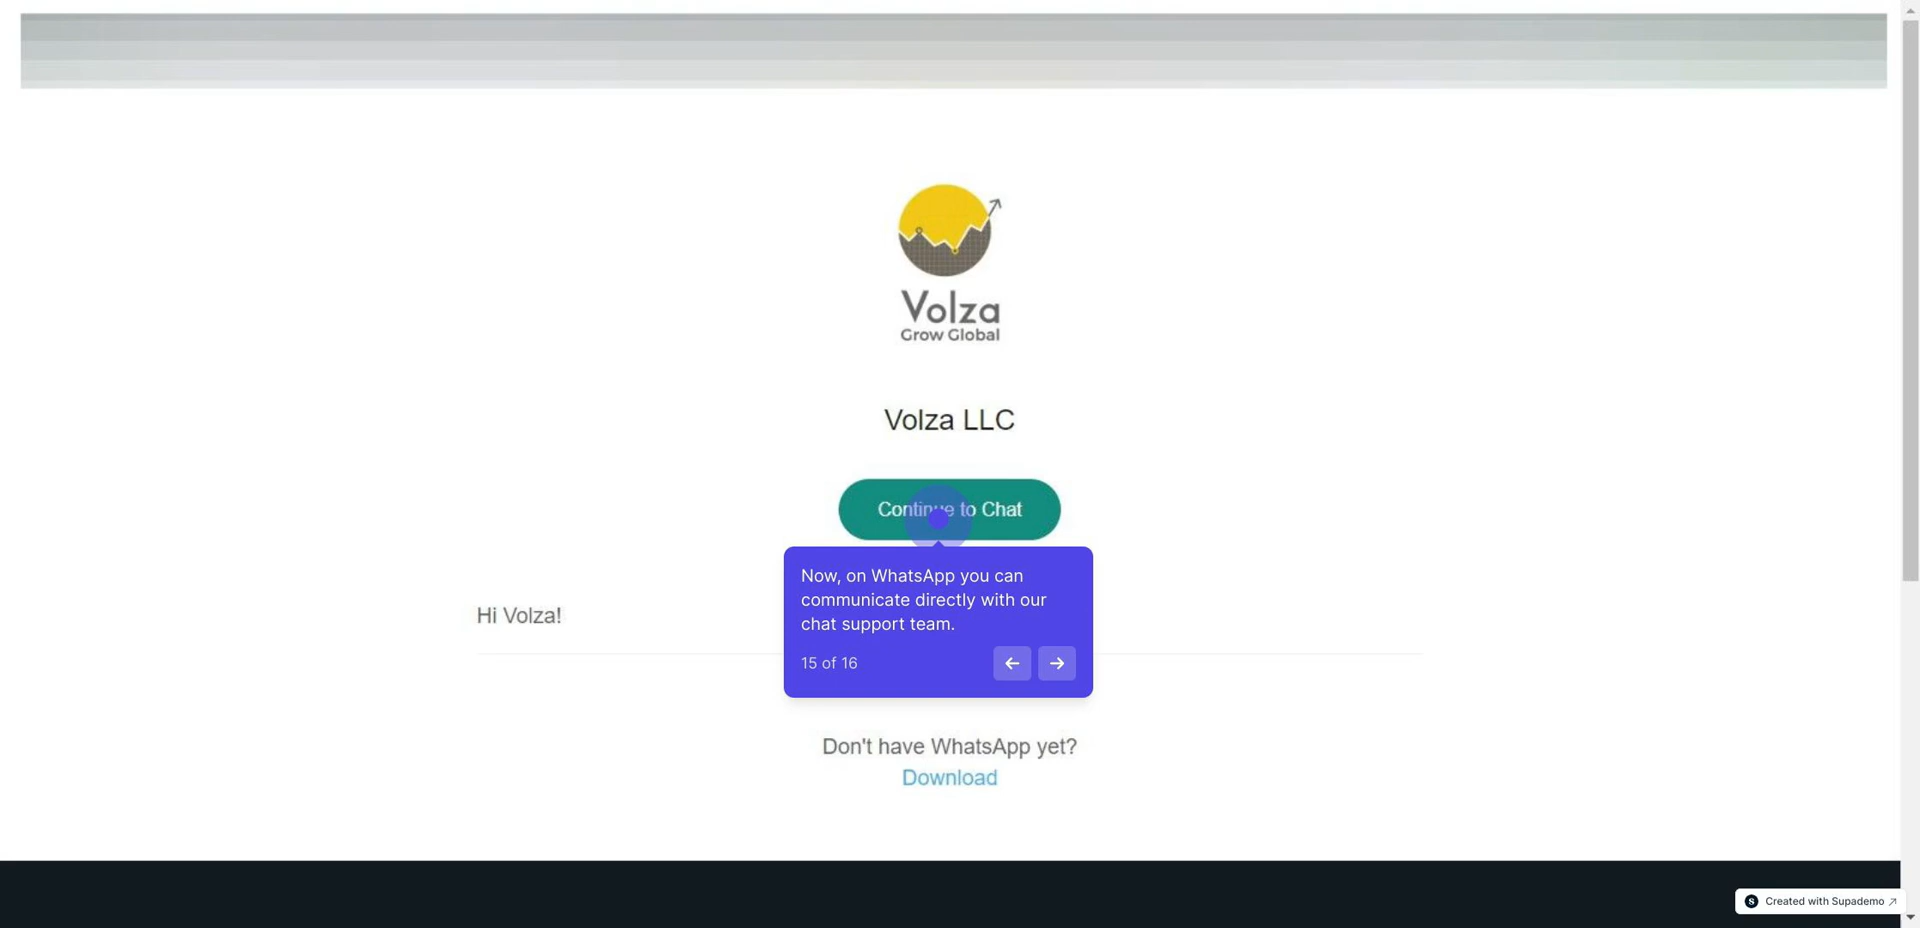 Volza
Grow Global
Volza LLC
Continue to Chat
Now, on WhatsApp you can
communicate directly with our
chat support team.
15 of 16
Hi Volza!
Don't have WhatsApp yet?
Download
Created with Supademo